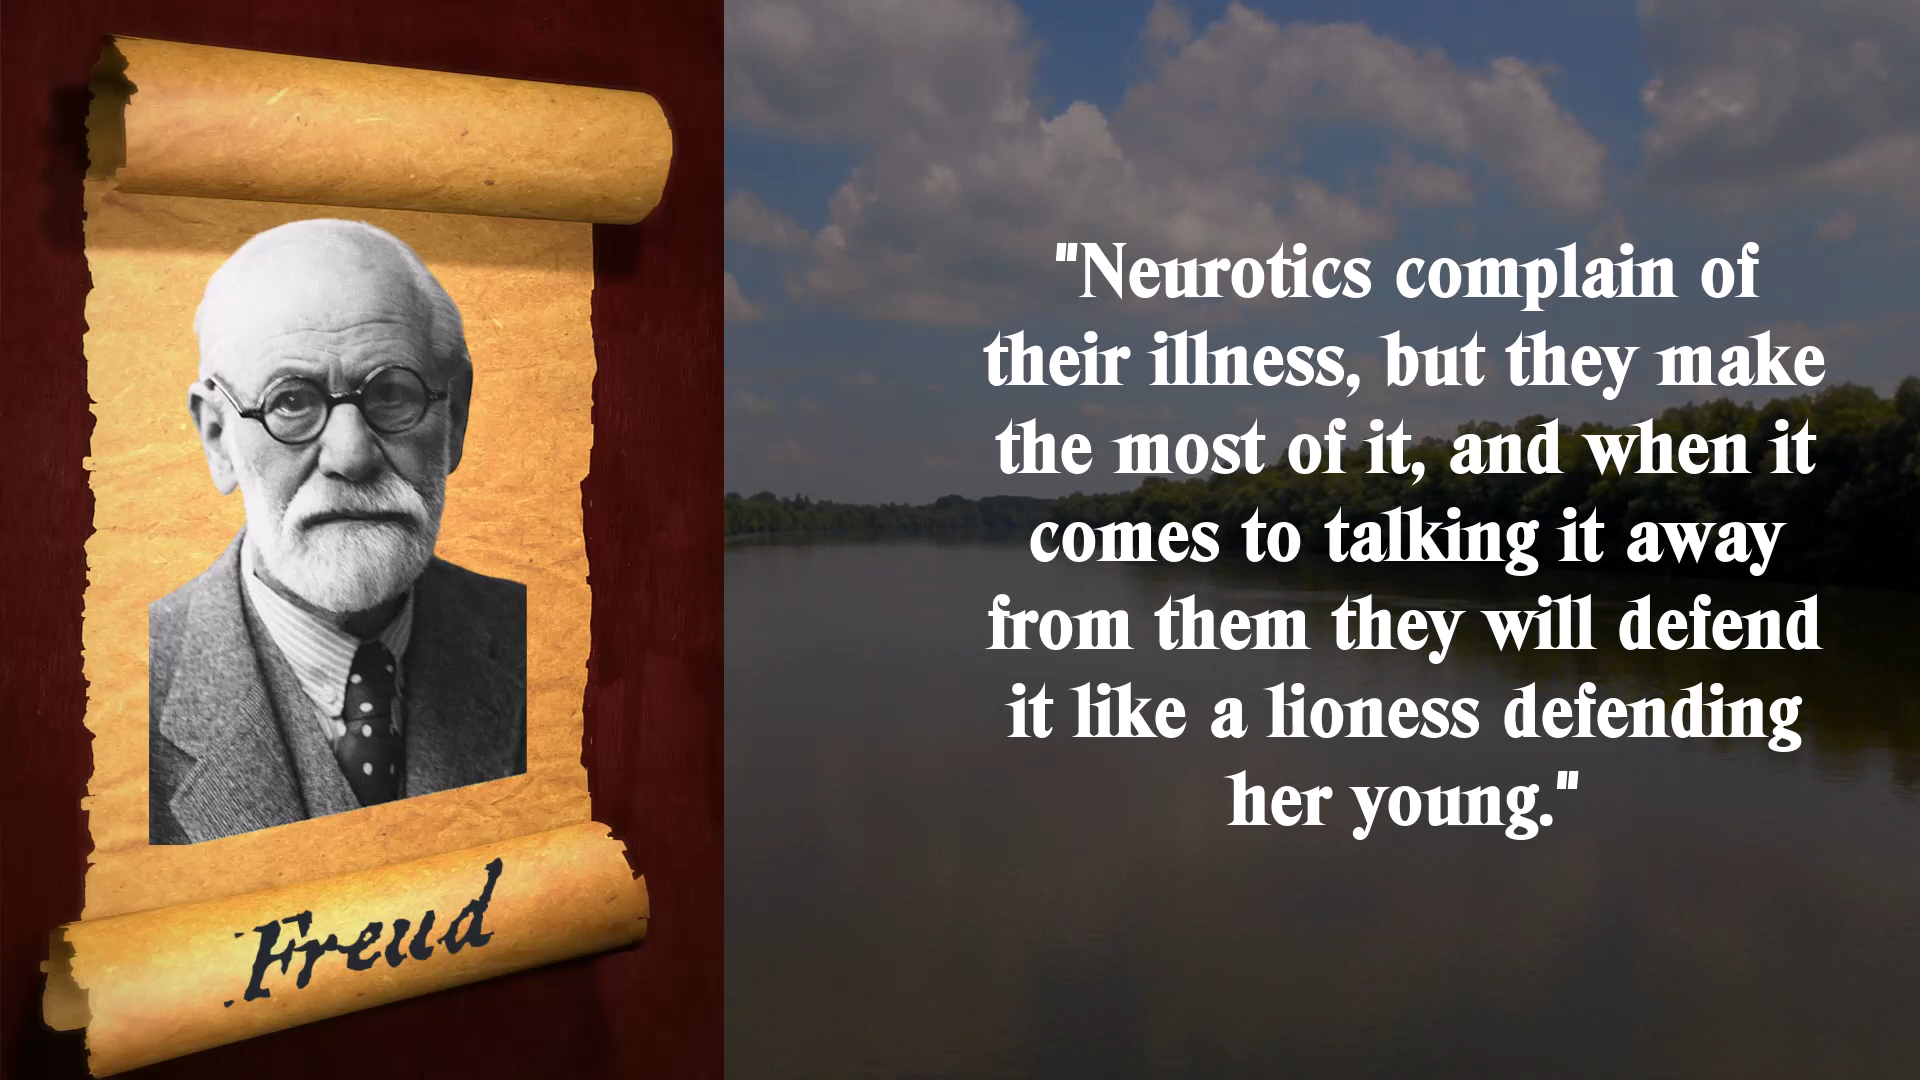 "Neurotics complain of
their illness, but they make
the most of it, and when it
comes to talking it away
from them they will defend
it like a lioness defending
her young."
Freud